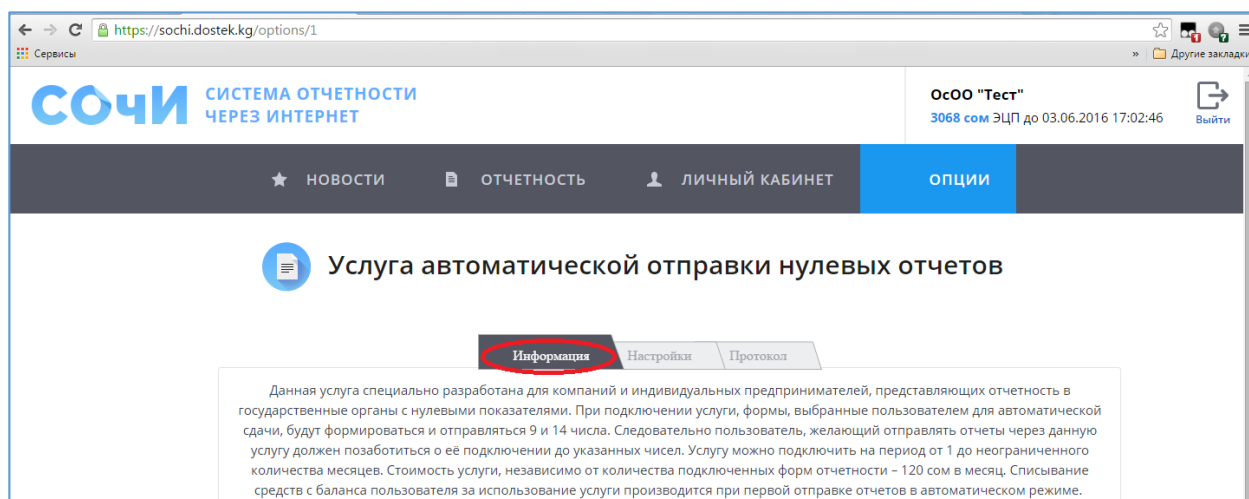 https://sochi.dostek.kg/options/1
Сервисы » Другие закладки
СОчИ СИСТЕМА ОТЧЕТНОСТИ
ЧЕРЕЗ ИНТЕРНЕТ
ОсОО "Тест"
3068 сом ЭЦП до 03.06.2016 17:02:46
Выйти
НОВОСТИ ОТЧЕТНОСТЬ ЛИЧНЫЙ КАБИНЕТ ОПЦИИ
Услуга автоматической отправки нулевых отчетов
Информация Настройки Протокол
Данная услуга специально разработана для компаний и индивидуальных предпринимателей, представляющих отчетность в
государственные органы с нулевыми показателями. При подключении услуги, формы, выбранные пользователем для автоматической
сдачи, будут формироваться и отправляться 9 и 14 числа. Следовательно пользователь, желающий отправлять отчеты через данную
услугу должен позаботиться о её подключении до указанных чисел. Услугу можно подключить на период от 1 до неограниченного
количества месяцев. Стоимость услуги, независимо от количества подключенных форм отчетности – 120 сом в месяц. Списывание
средств с баланса пользователя за использование услуги производится при первой отправке отчетов в автоматическом режиме.